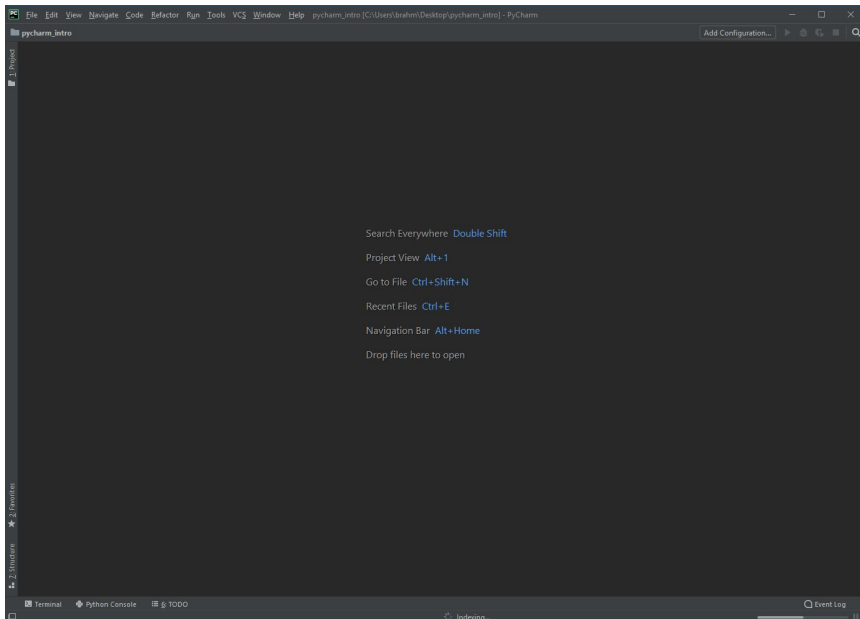 PC File Edit View Navigate Code Refactor Run Tools VCS Window Help pycharm_intro [C:\Users\brahm\Desktop\pycharm_intro] - PyCharm
pycharm_intro Add Configuration...
1: Project
Search Everywhere Double Shift
Project View Alt+1
Go to File Ctrl+Shift+N
Recent Files Ctrl+E
Navigation Bar Alt+Home
Drop files here to open
2: Favorites
Z: Structure
Terminal Python Console 6: TODO Event Log
Indexing...